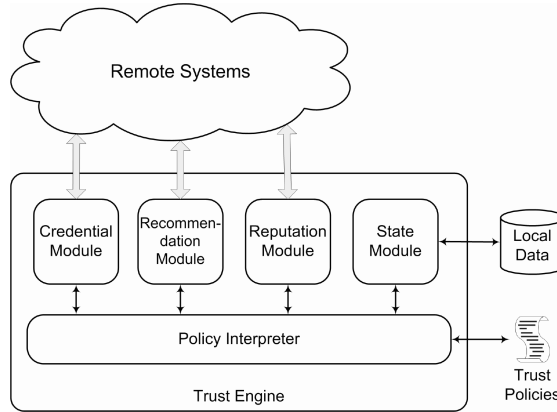 Remote Systems
Credential
Module
Recommen-
dation
Module
Reputation
Module
State
Module
Local
Data
Policy Interpreter
Trust
Policies
Trust Engine